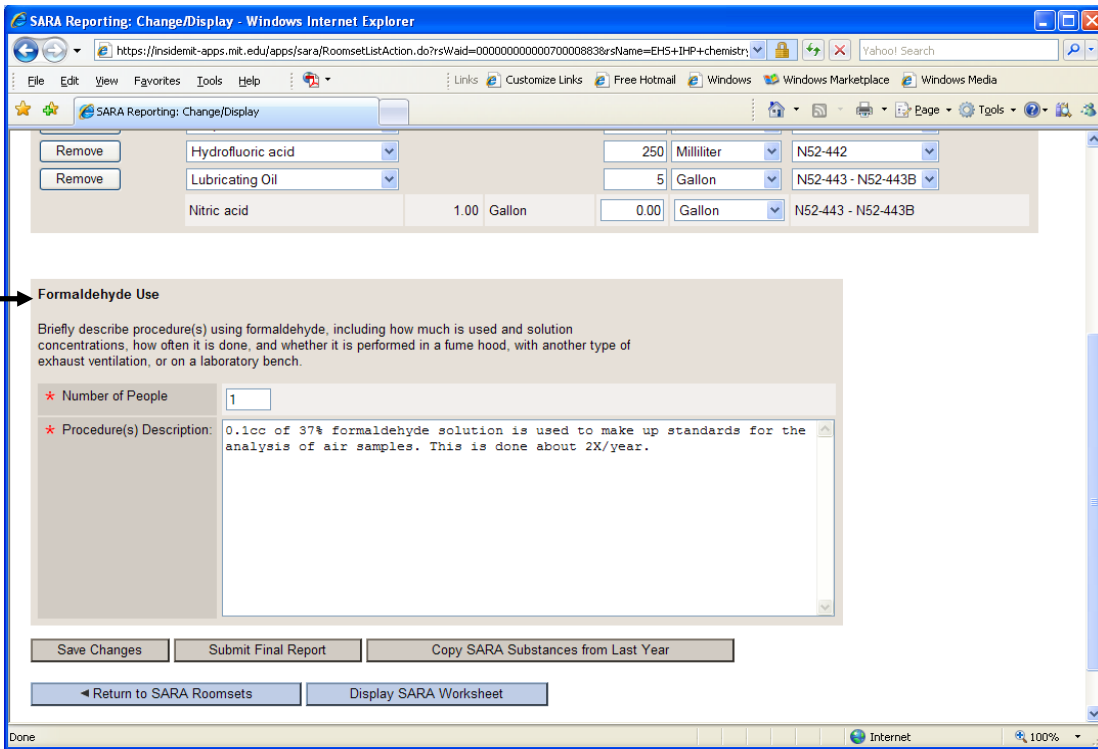 SARA Reporting: Change/Display - Windows Internet Explorer
https://insidemit-apps.mit.edu/apps/sara/RoomsetListAction.do?rsWaid=0000000000007000088​3&rsName=EHS+IHP+chemistry Yahoo! Search
File Edit View Favorites Tools Help Links Customize Links Free Hotmail Windows Windows Marketplace Windows Media
SARA Reporting: Change/Display Page Tools
Remove Hydrofluoric acid 250 Milliliter N52-442
Remove Lubricating Oil 5 Gallon N52-443 - N52-443B
Nitric acid 1.00 Gallon 0.00 Gallon N52-443 - N52-443B
Formaldehyde Use
Briefly describe procedure(s) using formaldehyde, including how much is used and solution
concentrations, how often it is done, and whether it is performed in a fume hood, with another type of
exhaust ventilation, or on a laboratory bench.
* Number of People 1
* Procedure(s) Description: 0.1cc of 37% formaldehyde solution is used to make up standards for the
analysis of air samples. This is done about 2X/year.
Save Changes Submit Final Report Copy SARA Substances from Last Year
Return to SARA Roomsets Display SARA Worksheet
Done Internet 100%